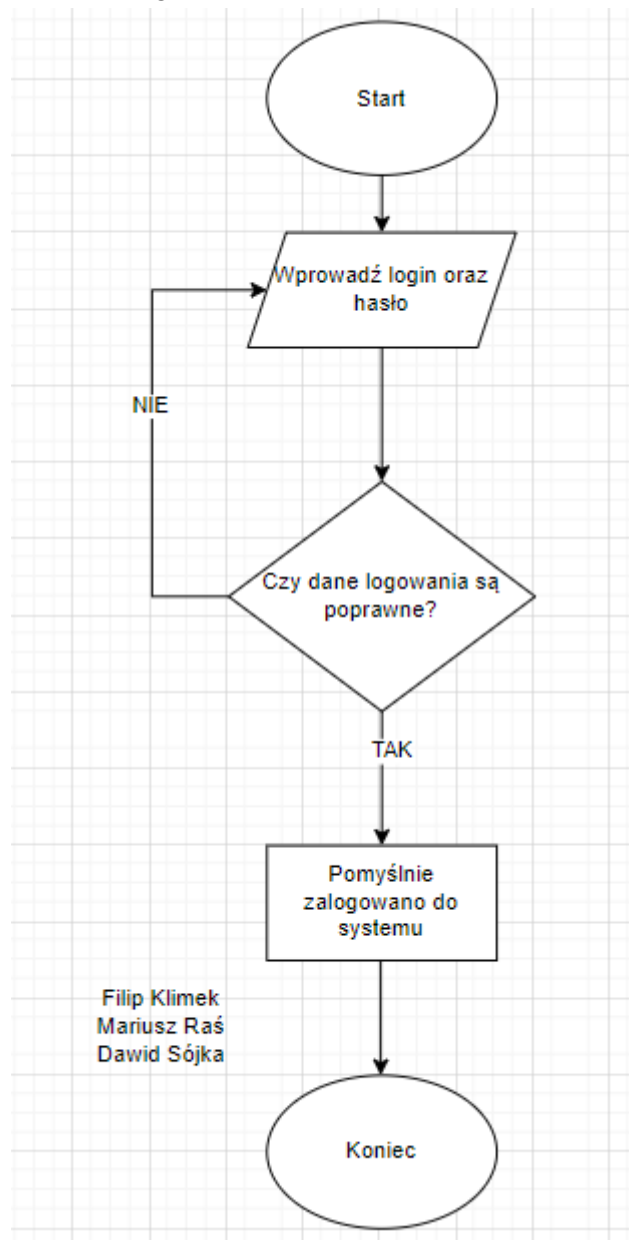 Start
Wprowadź login oraz
hasło
NIE
Czy dane logowania są
poprawne?
TAK
Pomyślnie
zalogowano do
systemu
Filip Klimek
Mariusz Raś
Dawid Sójka
Koniec